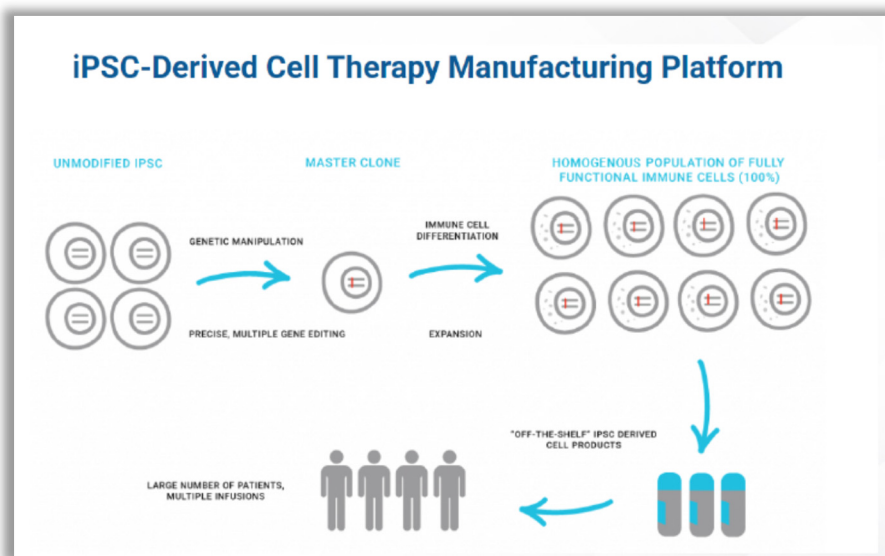 iPSC-Derived Cell Therapy Manufacturing Platform
UNMODIFIED IPSC
MASTER CLONE
HOMOGENOUS POPULATION OF FULLY
FUNCTIONAL IMMUNE CELLS (100%)
GENETIC MANIPULATION
IMMUNE CELL
DIFFERENTIATION
PRECISE, MULTIPLE GENE EDITING
EXPANSION
"OFF-THE-SHELF" IPSC DERIVED
CELL PRODUCTS
LARGE NUMBER OF PATIENTS,
MULTIPLE INFUSIONS